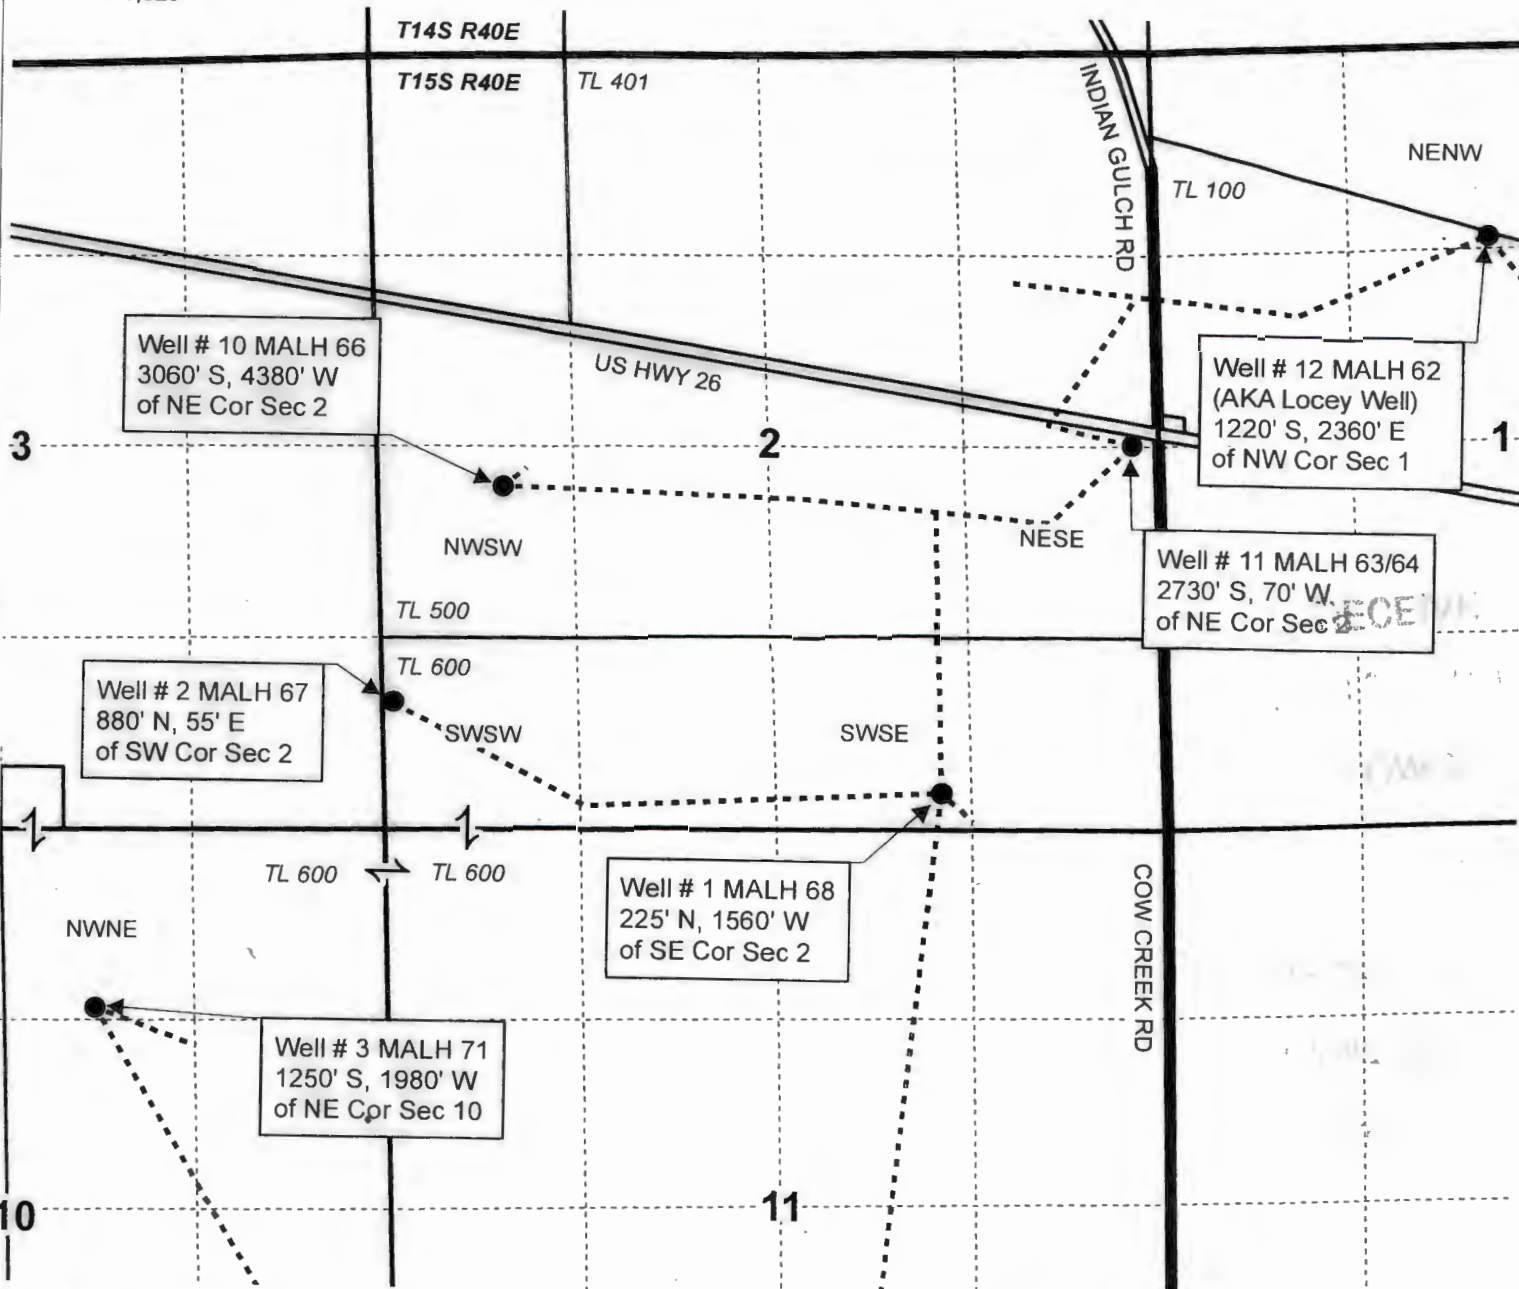 T14S R40E
T15S R40E
TL 401
INDIAN GULCH RD
NENW
TL 100
Well # 10 MALH 66
3060' S, 4380' W
of NE Cor Sec 2
US HWY 26
Well # 12 MALH 62
(AKA Locey Well)
1220' S, 2360' E
of NW Cor Sec 1
3
2
1
NWSW
NESE
Well # 11 MALH 63/64
2730' S, 70' W
of NE Cor Sec 2
TL 500
TL 600
Well # 2 MALH 67
880' N, 55' E
of SW Cor Sec 2
SWSW
SWSE
TL 600
TL 600
Well # 1 MALH 68
225' N, 1560' W
of SE Cor Sec 2
COW CREEK RD
NWNE
Well # 3 MALH 71
1250' S, 1980' W
of NE Cor Sec 10
10
11